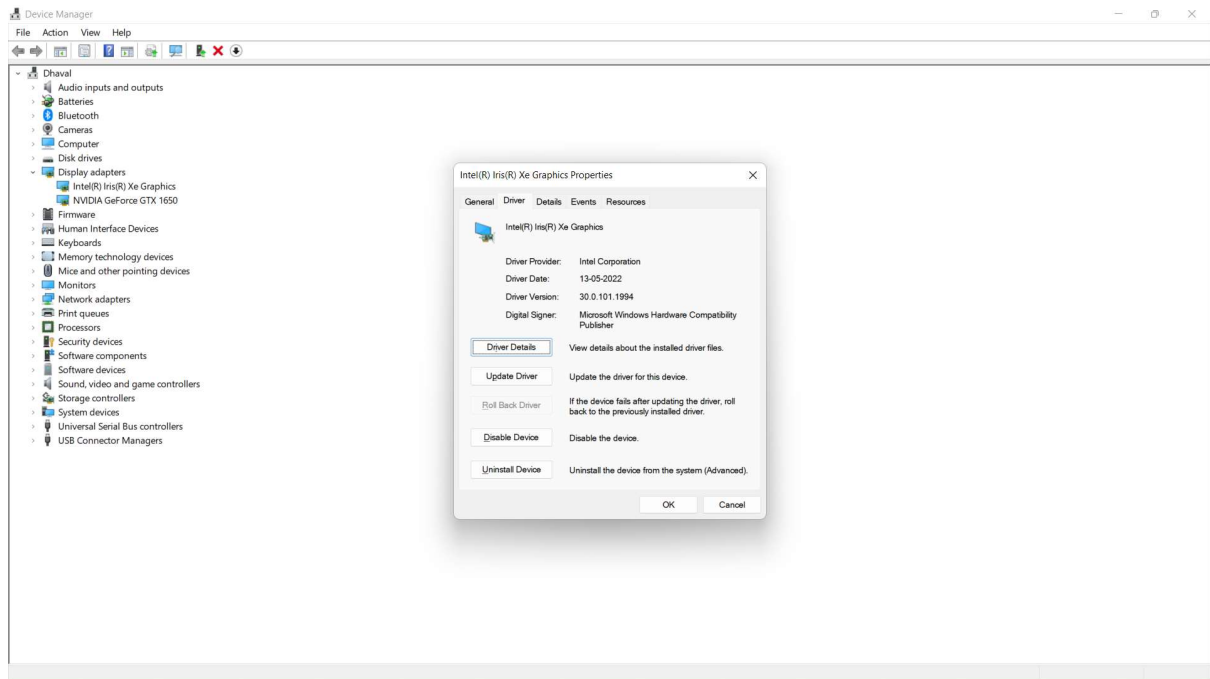 Device Manager
File Action View Help
Dhaval
Audio inputs and outputs
Batteries
Bluetooth
Cameras
Computer
Disk drives
Display adapters
Intel(R) Iris(R) Xe Graphics
NVIDIA GeForce GTX 1650
Firmware
Human Interface Devices
Keyboards
Memory technology devices
Mice and other pointing devices
Monitors
Network adapters
Print queues
Processors
Security devices
Software components
Software devices
Sound, video and game controllers
Storage controllers
System devices
Universal Serial Bus controllers
USB Connector Managers
Intel(R) Iris(R) Xe Graphics Properties
General Driver Details Events Resources
Intel(R) Iris(R) Xe Graphics
Driver Provider: Intel Corporation
Driver Date: 13-05-2022
Driver Version: 30.0.101.1994
Digital Signer: Microsoft Windows Hardware Compatibility
Publisher
Driver Details View details about the installed driver files.
Update Driver Update the driver for this device.
Roll Back Driver If the device fails after updating the driver, roll
back to the previously installed driver.
Disable Device Disable the device.
Uninstall Device Uninstall the device from the system (Advanced).
OK Cancel